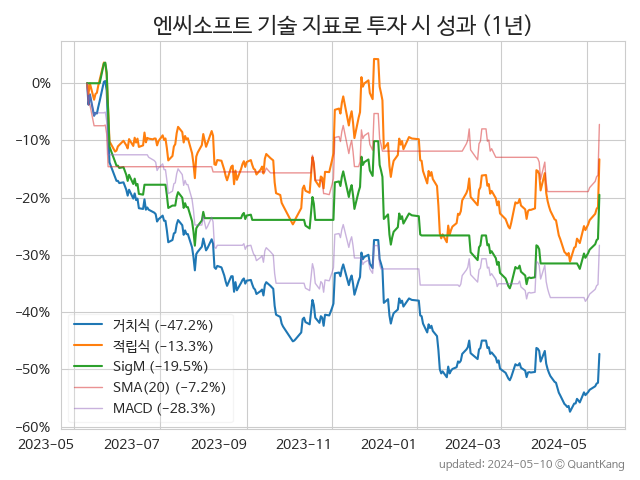 엔씨소프트 기술 지표로 투자 시 성과 (1년)
0%
−10%
−20%
−30%
−40%
−50%
−60%
거치식 (−47.2%)
적립식 (−13.3%)
SigM (−19.5%)
SMA(20) (−7.2%)
MACD (−28.3%)
2023-05 2023-07 2023-09 2023-11 2024-01 2024-03 2024-05
updated: 2024-05-10 © QuantKang